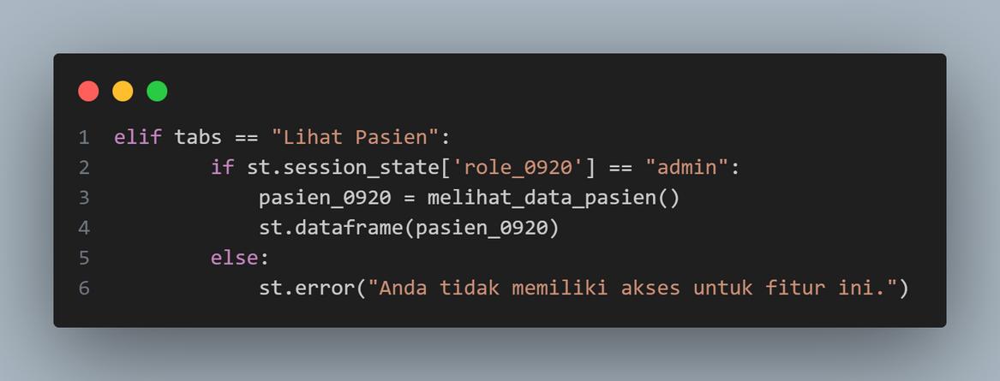 1 elif tabs == "Lihat Pasien":
2         if st.session_state['role_0920'] == "admin":
3             pasien_0920 = melihat_data_pasien()
4             st.dataframe(pasien_0920)
5         else:
6             st.error("Anda tidak memiliki akses untuk fitur ini.")